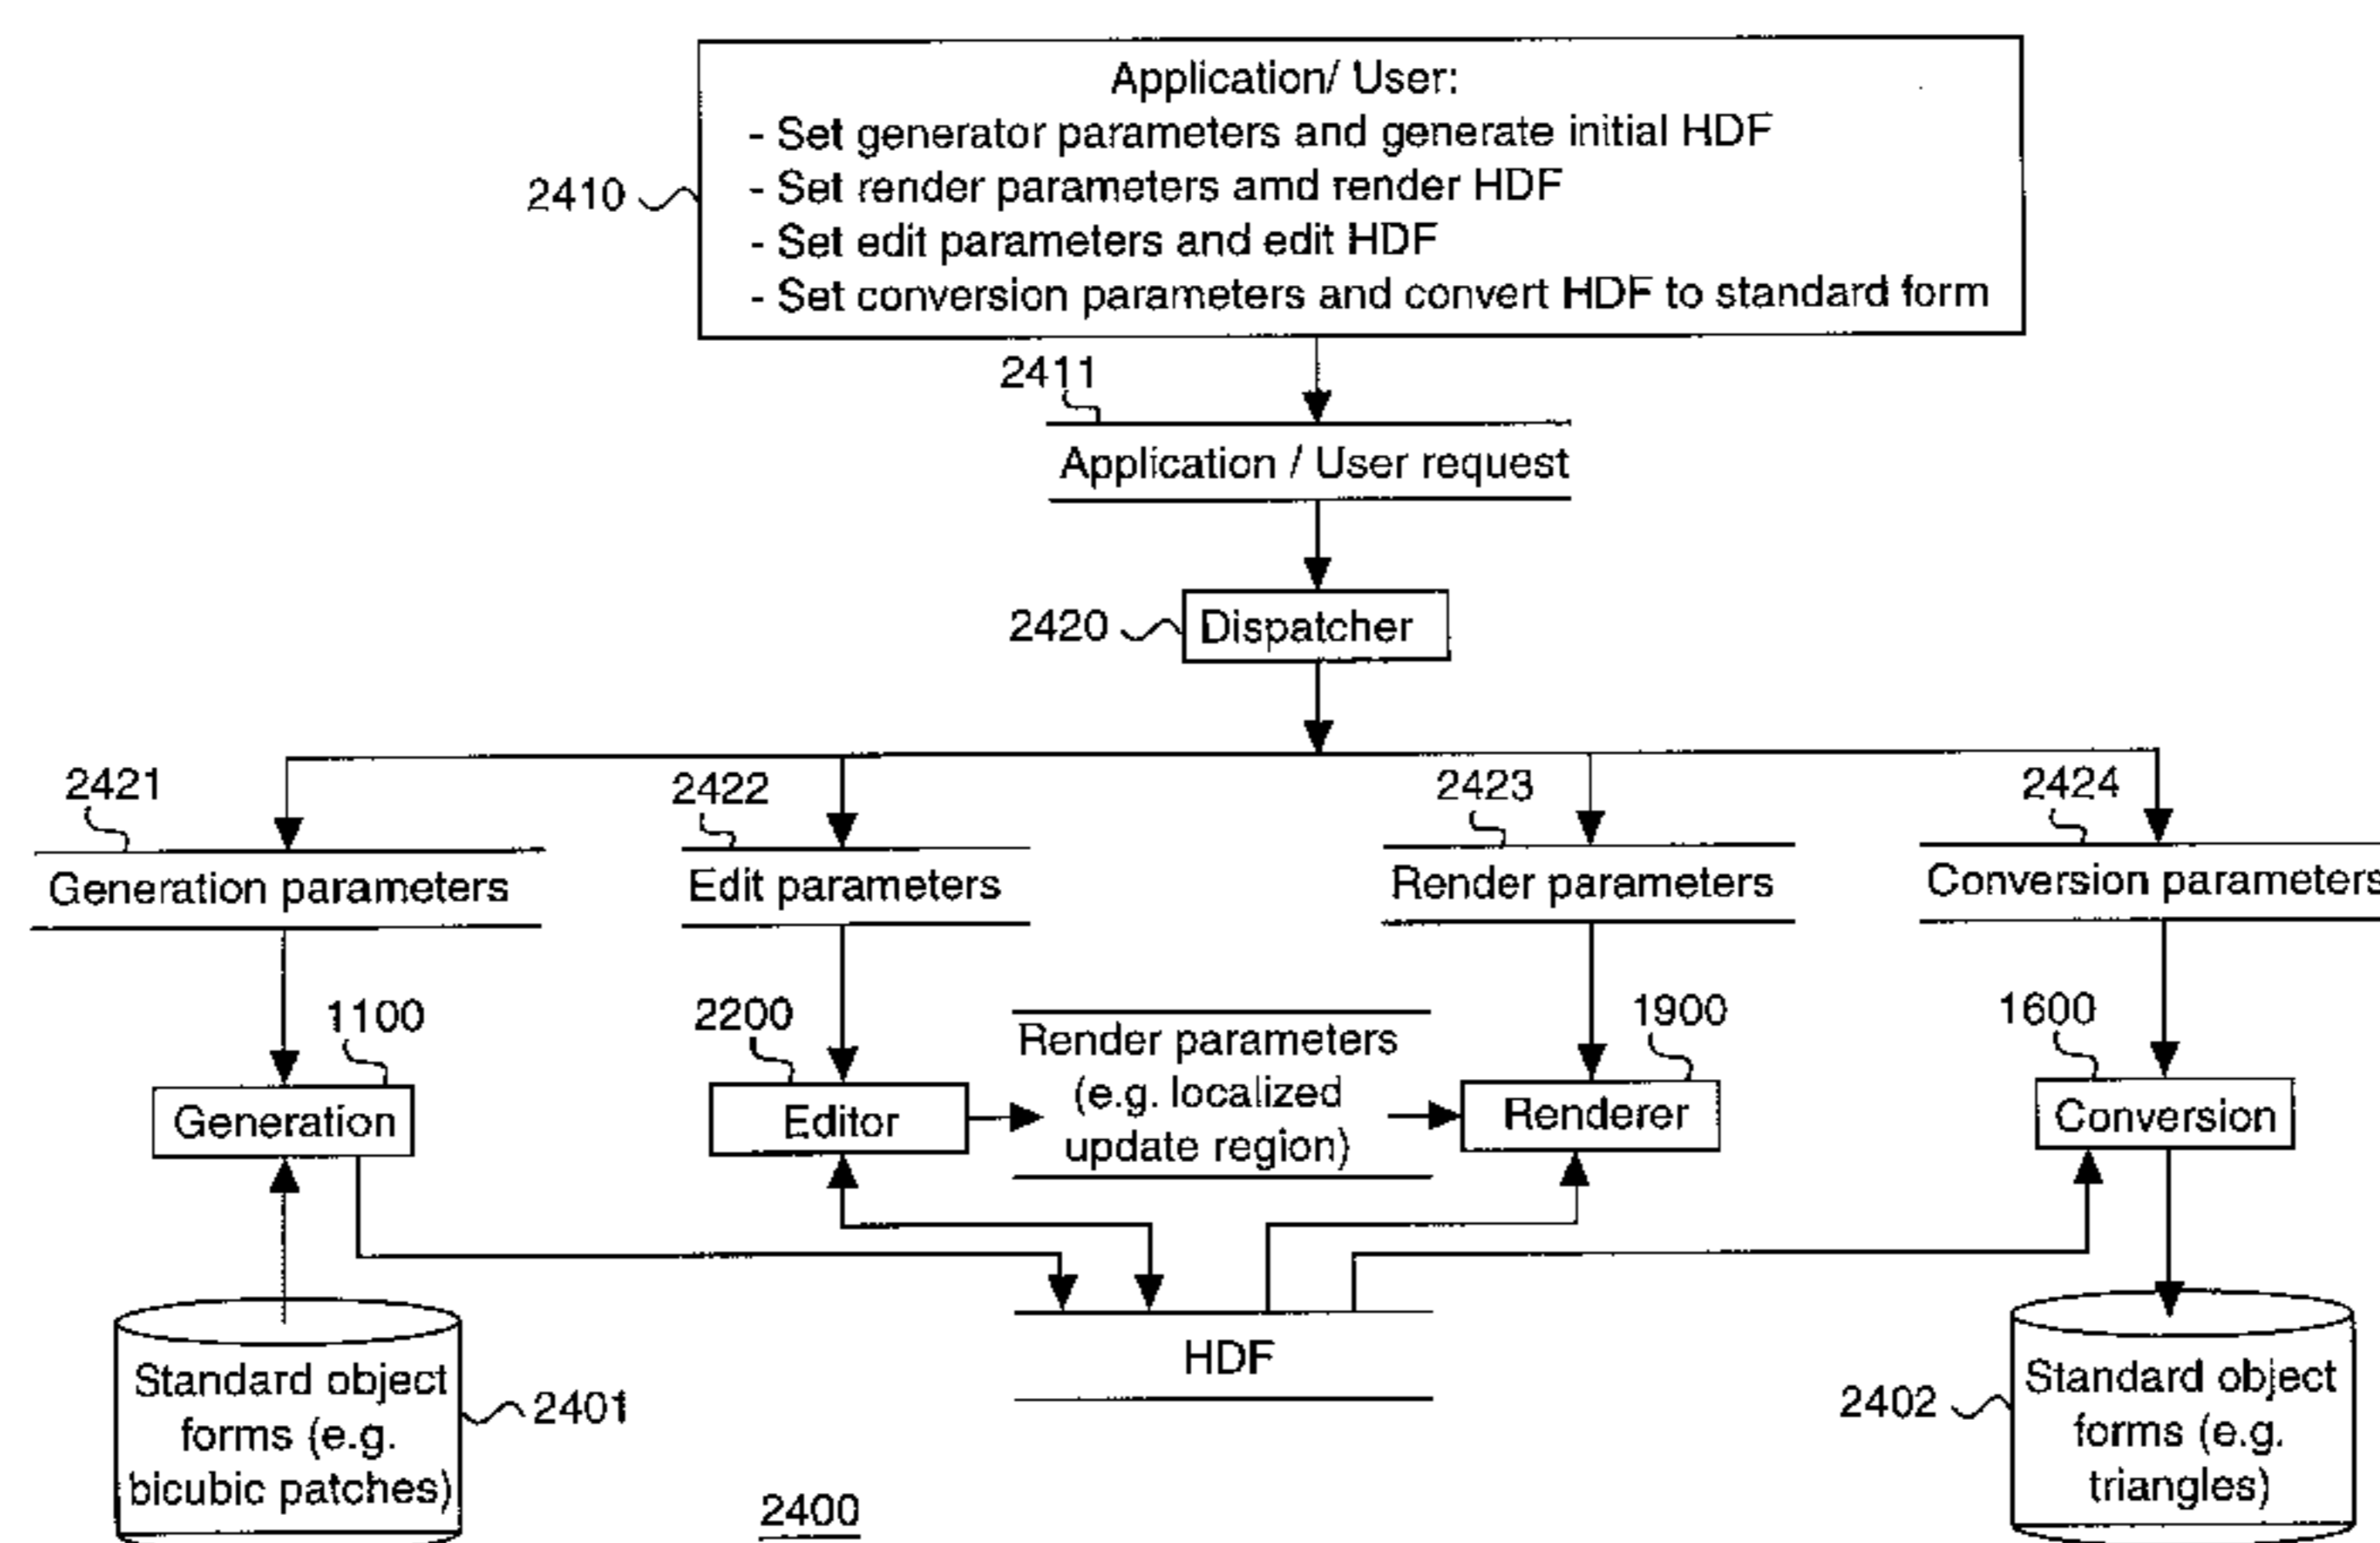 Application/ User:
- Set generator parameters and generate initial HDF
- Set render parameters amd render HDF
- Set edit parameters and edit HDF
- Set conversion parameters and convert HDF to standard form
2410
2411
Application / User request
2420
Dispatcher
2421
2422
2423
2424
Generation parameters
Edit parameters
Render parameters
Conversion parameters
1100
2200
1900
1600
Generation
Editor
Render parameters
(e.g. localized
update region)
Renderer
Conversion
Standard object
forms (e.g.
bicubic patches)
2401
HDF
2402
Standard object
forms (e.g.
triangles)
2400